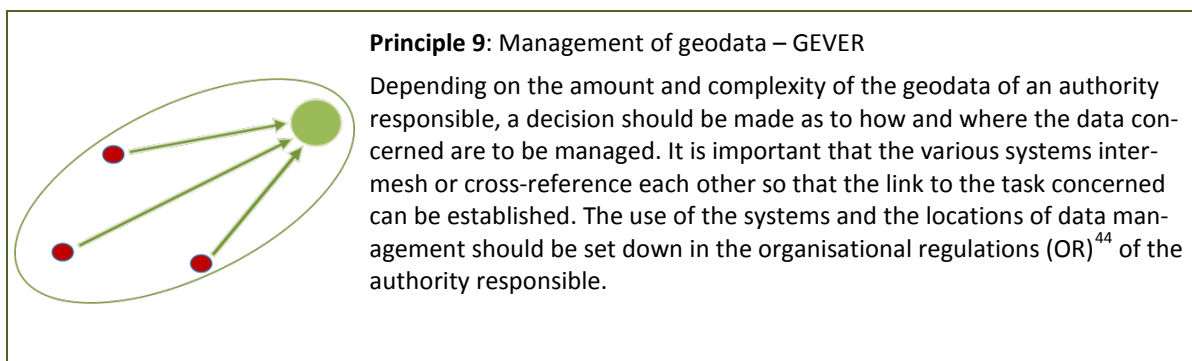 Principle 9: Management of geodata – GEVER
Depending on the amount and complexity of the geodata of an authority
responsible, a decision should be made as to how and where the data con-
cerned are to be managed. It is important that the various systems inter-
mesh or cross-reference each other so that the link to the task concerned
can be established. The use of the systems and the locations of data man-
agement should be set down in the organisational regulations (OR)44 of the
authority responsible.